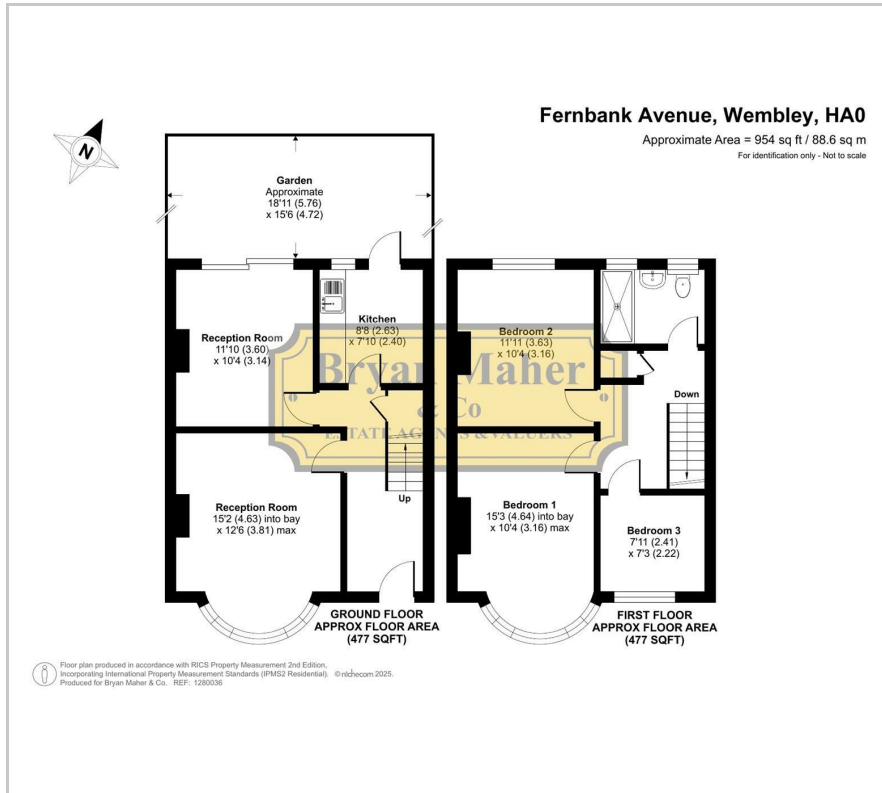 Fernbank Avenue, Wembley, HA0
Approximate Area = 954 sq ft / 88.6 sq m
For identification only - Not to scale
N
Garden
Approximate
18'11 (5.76)
x 15'6 (4.72)
Reception Room
11'10 (3.60)
x 10'4 (3.14)
Kitchen
8'8 (2.63)
x 7'10 (2.40)
Bedroom 2
11'11 (3.63)
x 10'4 (3.16)
Down
Bryan Maher
& Co
ESTATE AGENTS & VALUERS
Up
Reception Room
15'2 (4.63) into bay
x 12'6 (3.81) max
Bedroom 1
15'3 (4.64) into bay
x 10'4 (3.16) max
Bedroom 3
7'11 (2.41)
x 7'3 (2.22)
GROUND FLOOR
APPROX FLOOR AREA
(477 SQFT)
FIRST FLOOR
APPROX FLOOR AREA
(477 SQFT)
Floor plan produced in accordance with RICS Property Measurement 2nd Edition,
Incorporating International Property Measurement Standards (IPMS2 Residential). © ntchecom 2025.
Produced for Bryan Maher & Co. REF: 1280036